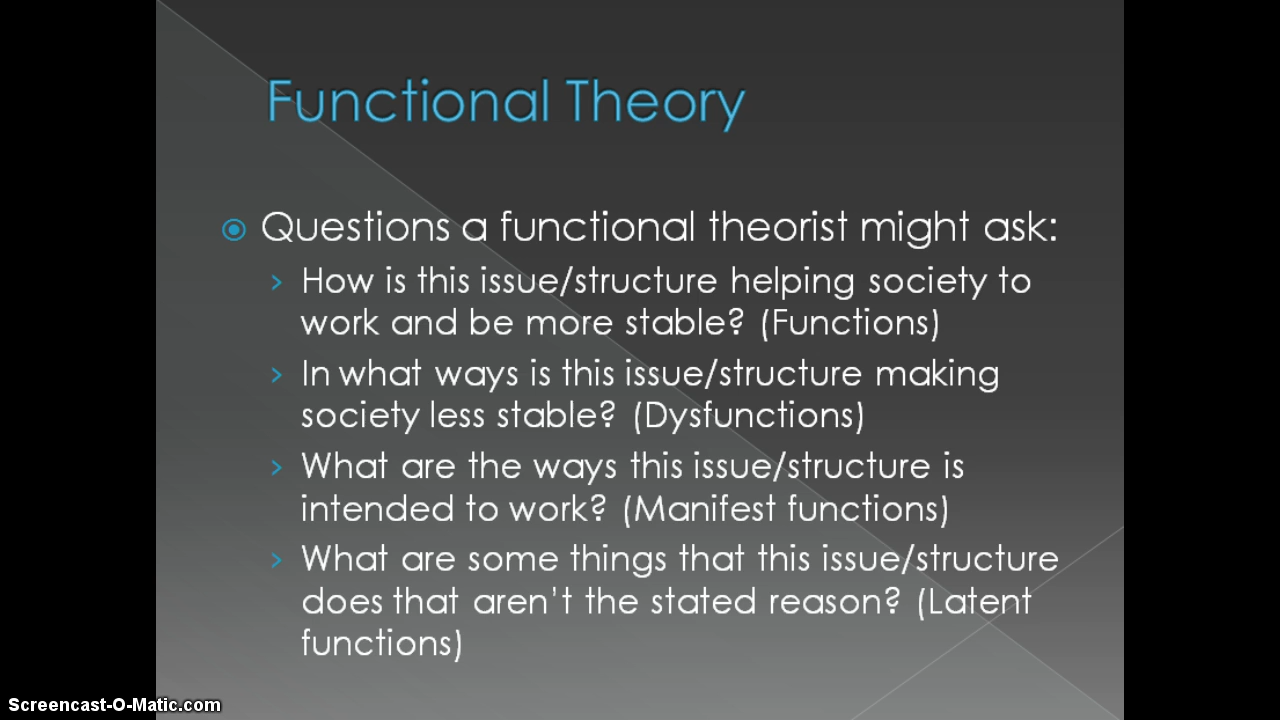 Functional Theory
Questions a functional theorist might ask:
How is this issue/structure helping society to
work and be more stable? (Functions)
In what ways is this issue/structure making
society less stable? (Dysfunctions)
What are the ways this issue/structure is
intended to work? (Manifest functions)
What are some things that this issue/structure
does that aren't the stated reason? (Latent
functions)
Screencast-O-Matic.com